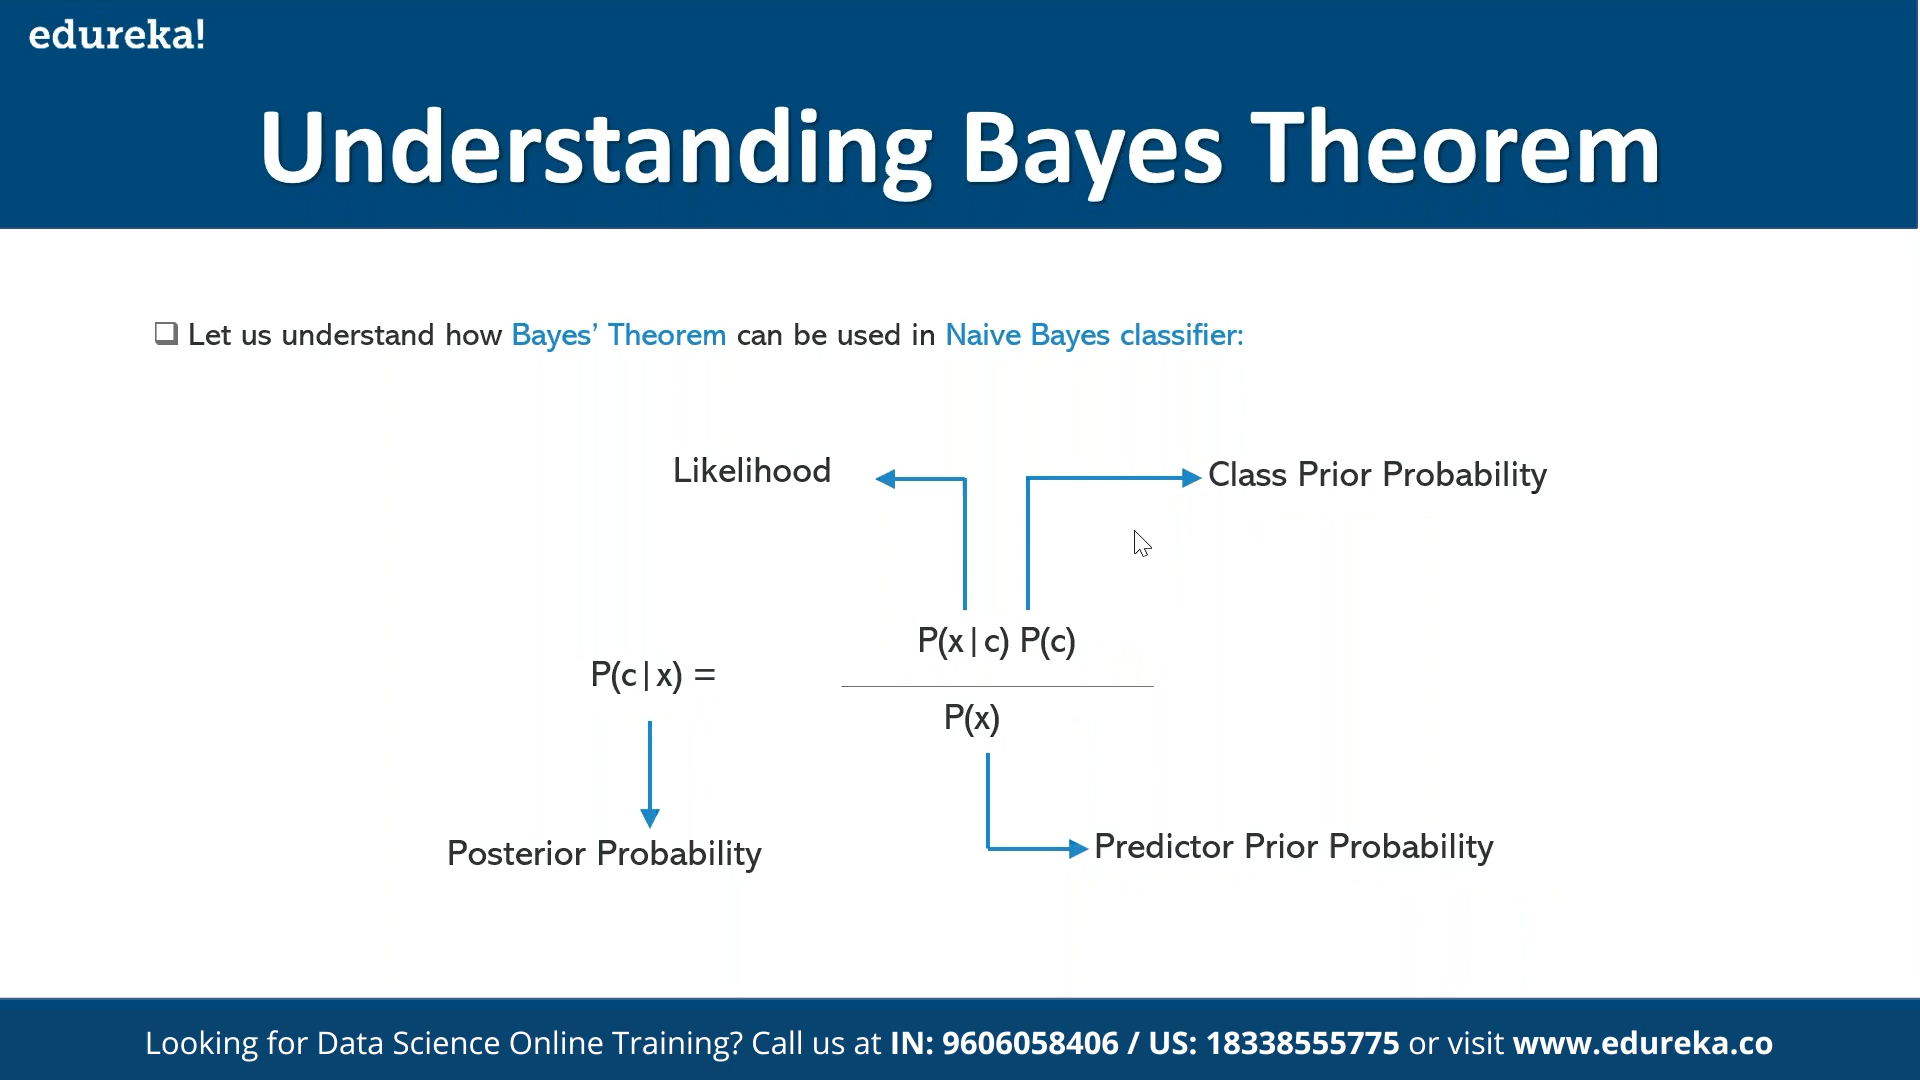 edureka!
Understanding Bayes Theorem
❑ Let us understand how Bayes’ Theorem can be used in Naive Bayes classifier:
Likelihood
Class Prior Probability
P(x|c) P(c)
P(c|x) =
P(x)
Posterior Probability
Predictor Prior Probability
Looking for Data Science Online Training? Call us at IN: 9606058406 / US: 18338555775 or visit www.edureka.co